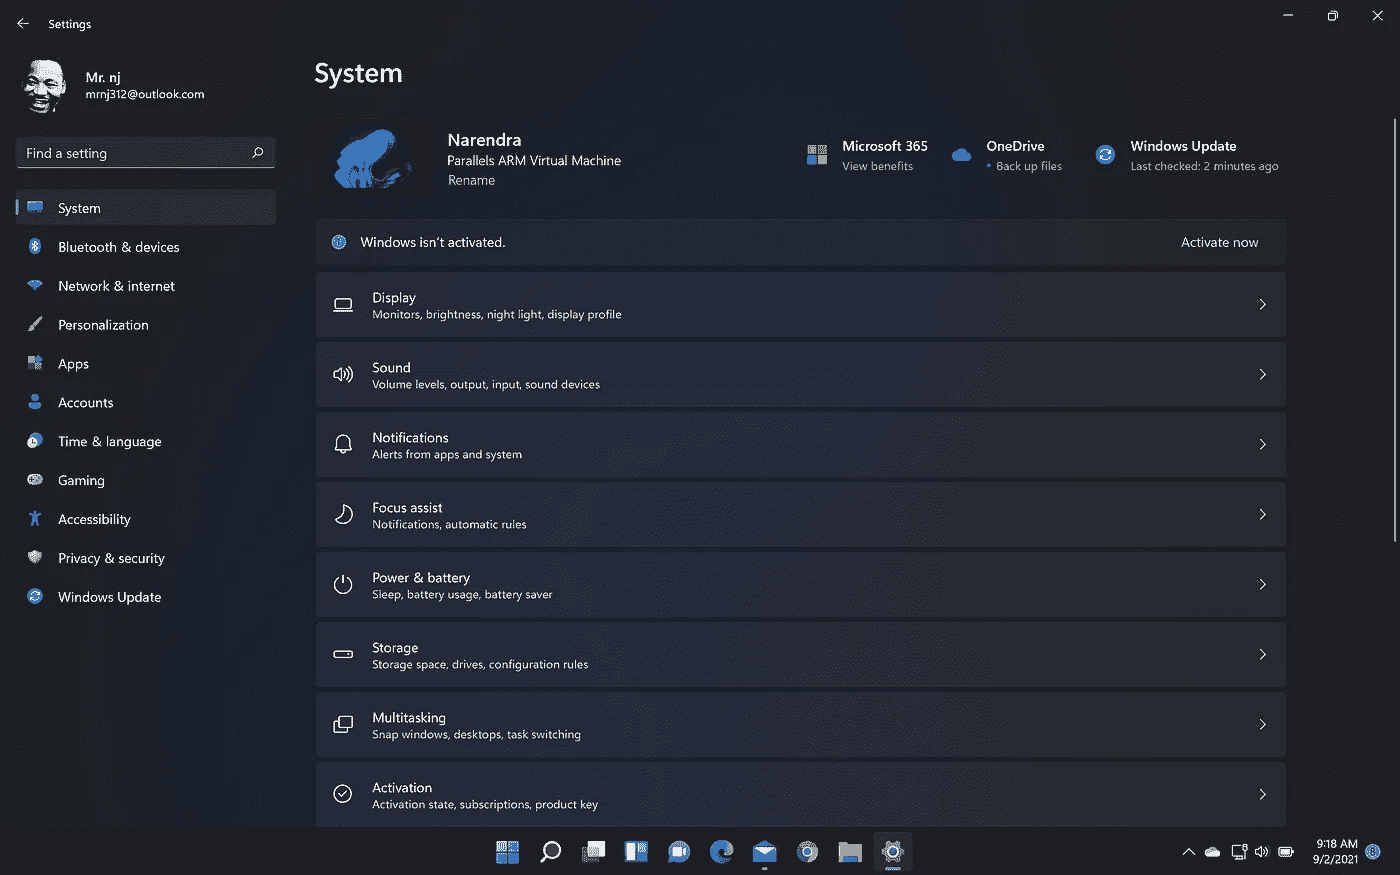 Settings
Mr. nj
mrnj312@outlook.com
Find a setting
System
Bluetooth & devices
Network & internet
Personalization
Apps
Accounts
Time & language
Gaming
Accessibility
Privacy & security
Windows Update
System
Narendra
Parallels ARM Virtual Machine
Rename
Microsoft 365
View benefits
OneDrive
• Back up files
Windows Update
Last checked: 2 minutes ago
Windows isn't activated.
Activate now
Display
Monitors, brightness, night light, display profile
Sound
Volume levels, output, input, sound devices
Notifications
Alerts from apps and system
Focus assist
Notifications, automatic rules
Power & battery
Sleep, battery usage, battery saver
Storage
Storage space, drives, configuration rules
Multitasking
Snap windows, desktops, task switching
Activation
Activation state, subscriptions, product key
9:18 AM
9/2/2021